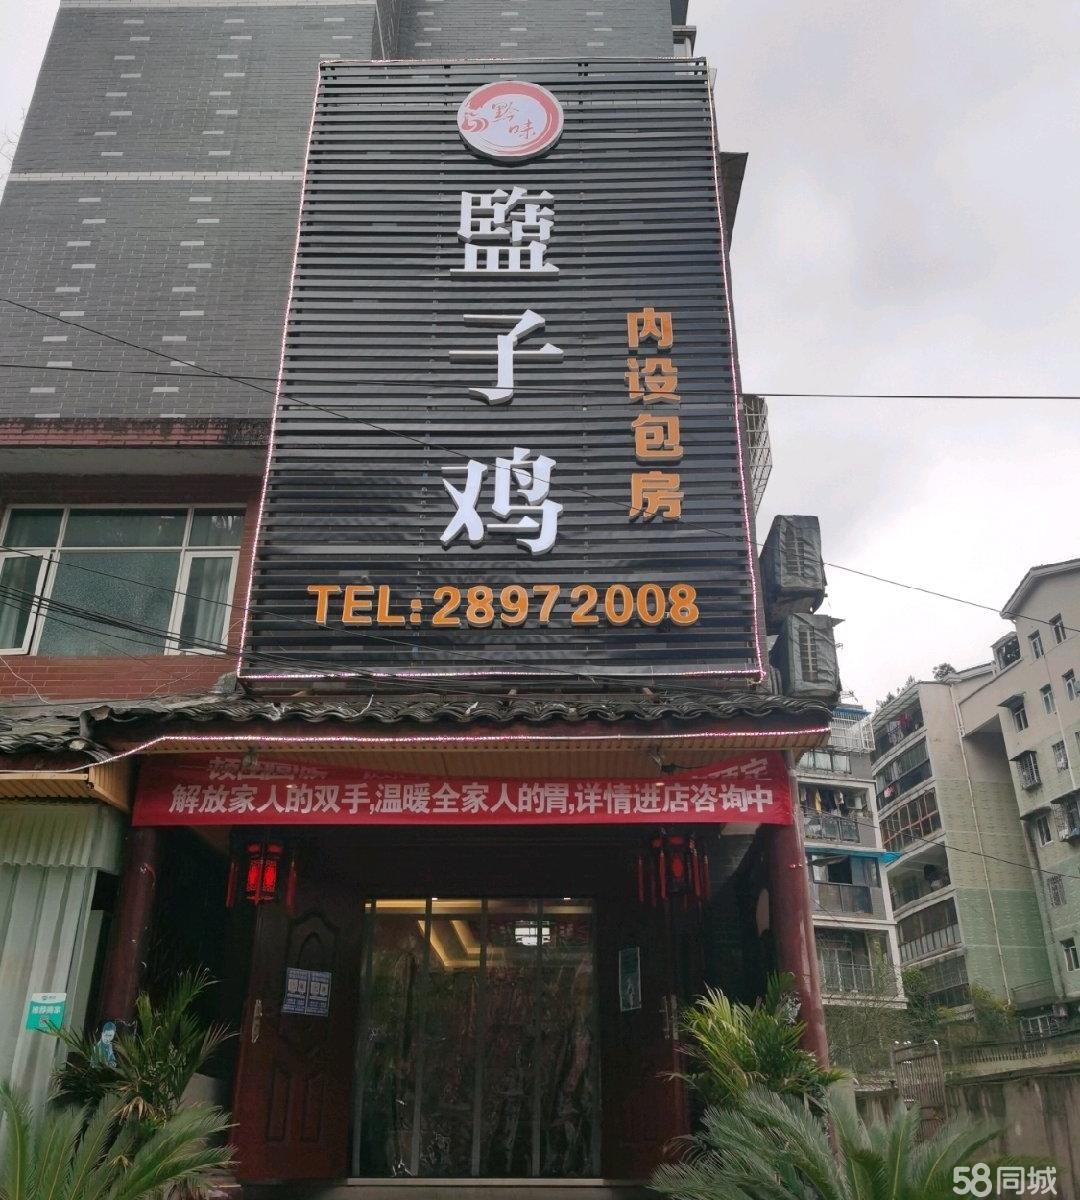 黔味
盬子鸡
内设包房
TEL:28972008
解放家人的双手,温暖全家人的胃,详情进店咨询中
58同城